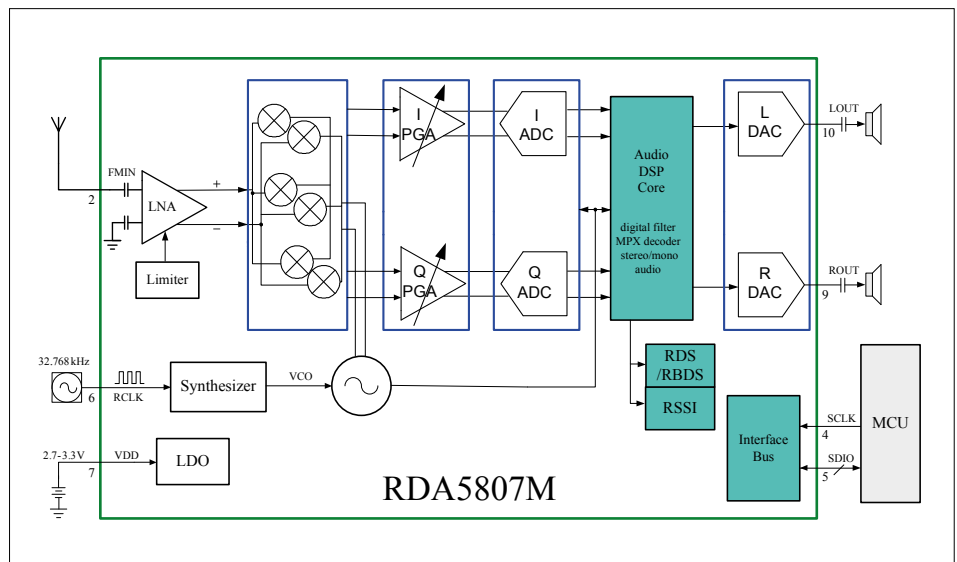 I
PGA
I
ADC
Audio
DSP
Core
digital filter
MPX decoder
stereo/mono
audio
L
DAC
LOUT
10
FMIN
2
LNA
+
−
Limiter
Q
PGA
Q
ADC
R
DAC
ROUT
9
32.768kHz
6
RCLK
Synthesizer
VCO
RDS
/RBDS
RSSI
2.7-3.3V
7
VDD
LDO
Interface
Bus
SCLK
4
SDIO
5
MCU
RDA5807M